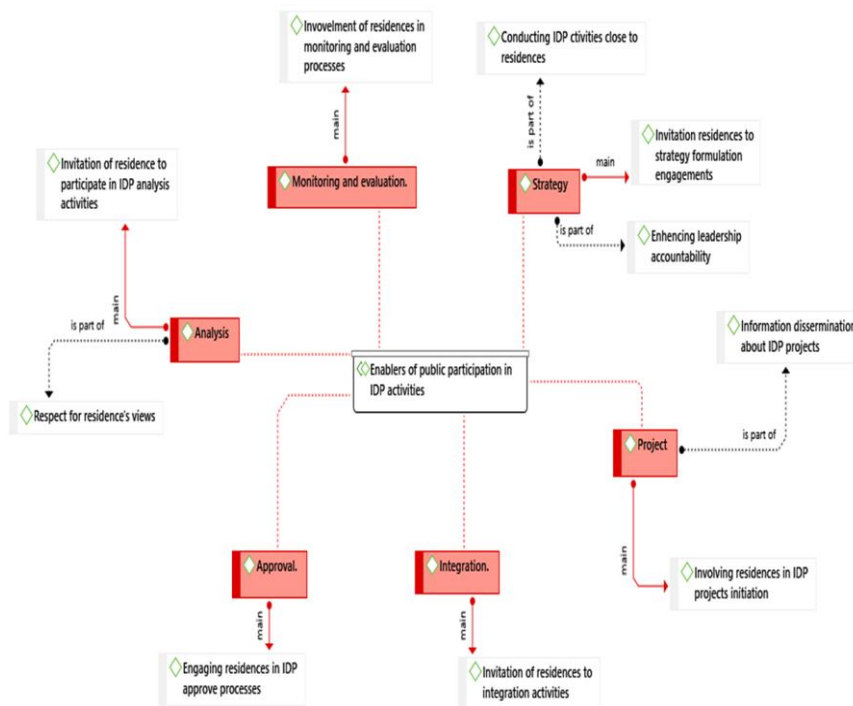 Invovelment of residences in
monitoring and evaluation
processes
main
Monitoring and evaluation.
Conducting IDP ctivities close to
residences
is part of
Strategy
main
Invitation residences to
strategy formulation
engagements
is part of
Enhencing leadership
accountability
Invitation of residence to
participate in IDP analysis
activities
main
Analysis
is part of
Respect for residence's views
Enablers of public participation in
IDP activities
Information dissemination
about IDP projects
is part of
Project
main
Involving residences in IDP
projects initiation
Approval.
main
Engaging residences in IDP
approve processes
Integration.
main
Invitation of residences to
integration activities